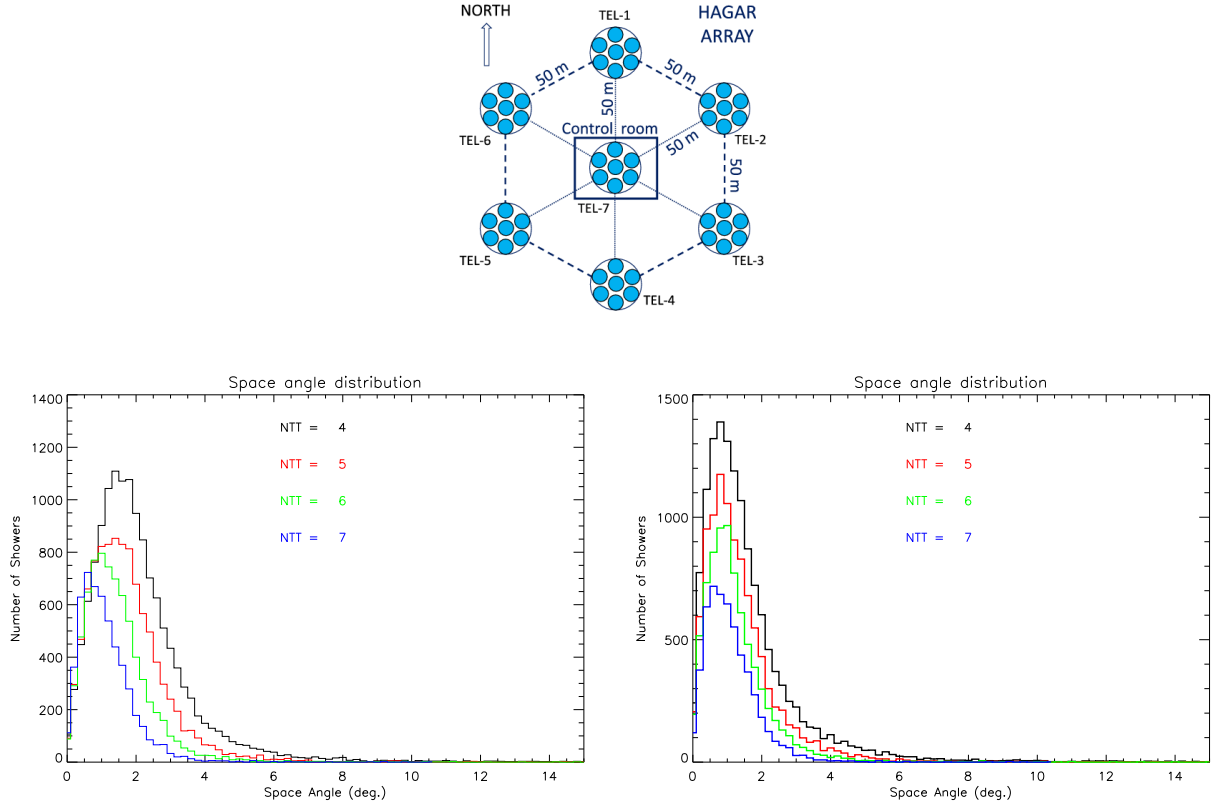 NORTH
TEL-1
HAGAR
ARRAY
50 m
50 m
50 m
Control room
TEL-6
TEL-2
50 m
50 m
TEL-7
TEL-5
TEL-3
TEL-4
Space angle distribution
1400
1200
1000
800
600
400
200
0
Number of Showers
NTT = 4
NTT = 5
NTT = 6
NTT = 7
0 2 4 6 8 10 12 14
Space Angle (deg.)
Space angle distribution
1500
1000
500
0
Number of Showers
NTT = 4
NTT = 5
NTT = 6
NTT = 7
0 2 4 6 8 10 12 14
Space Angle (deg.)